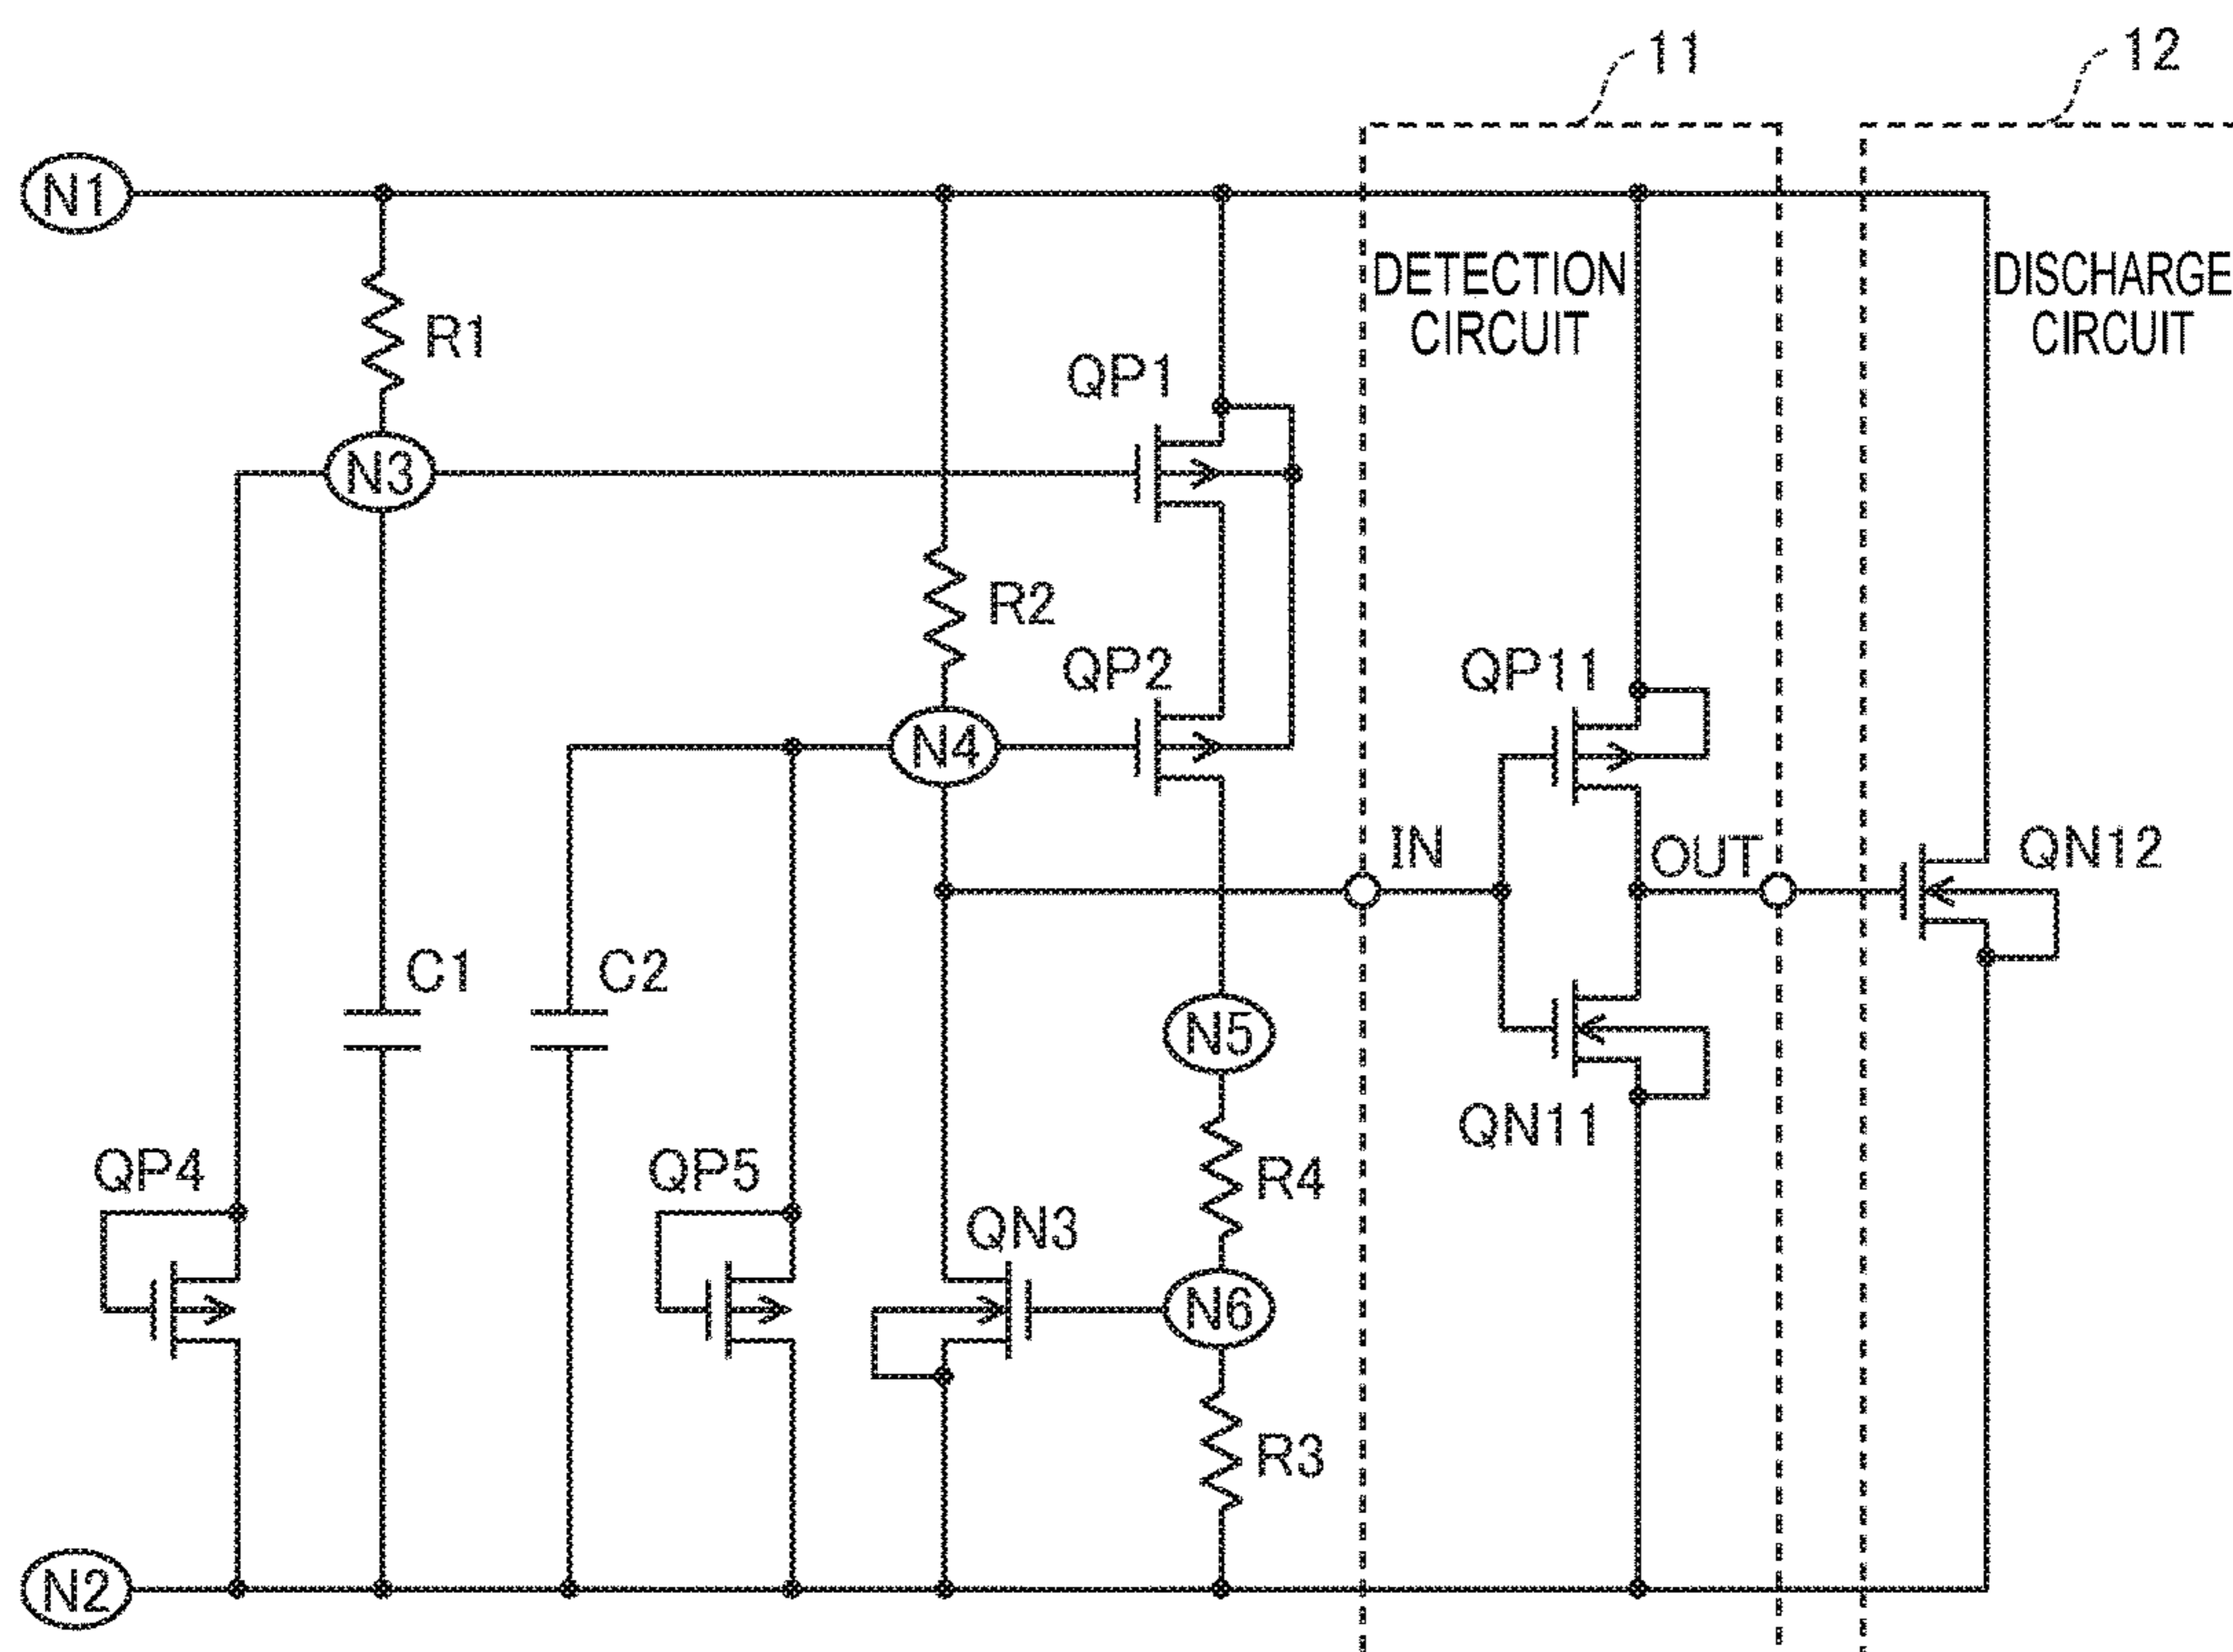 11
12
N1
DETECTION
CIRCUIT
DISCHARGE
CIRCUIT
R1
QP1
N3
R2
QP2
QP11
N4
IN
OUT
QN12
C1
C2
N5
QN11
QP4
QP5
R4
QN3
N6
R3
N2